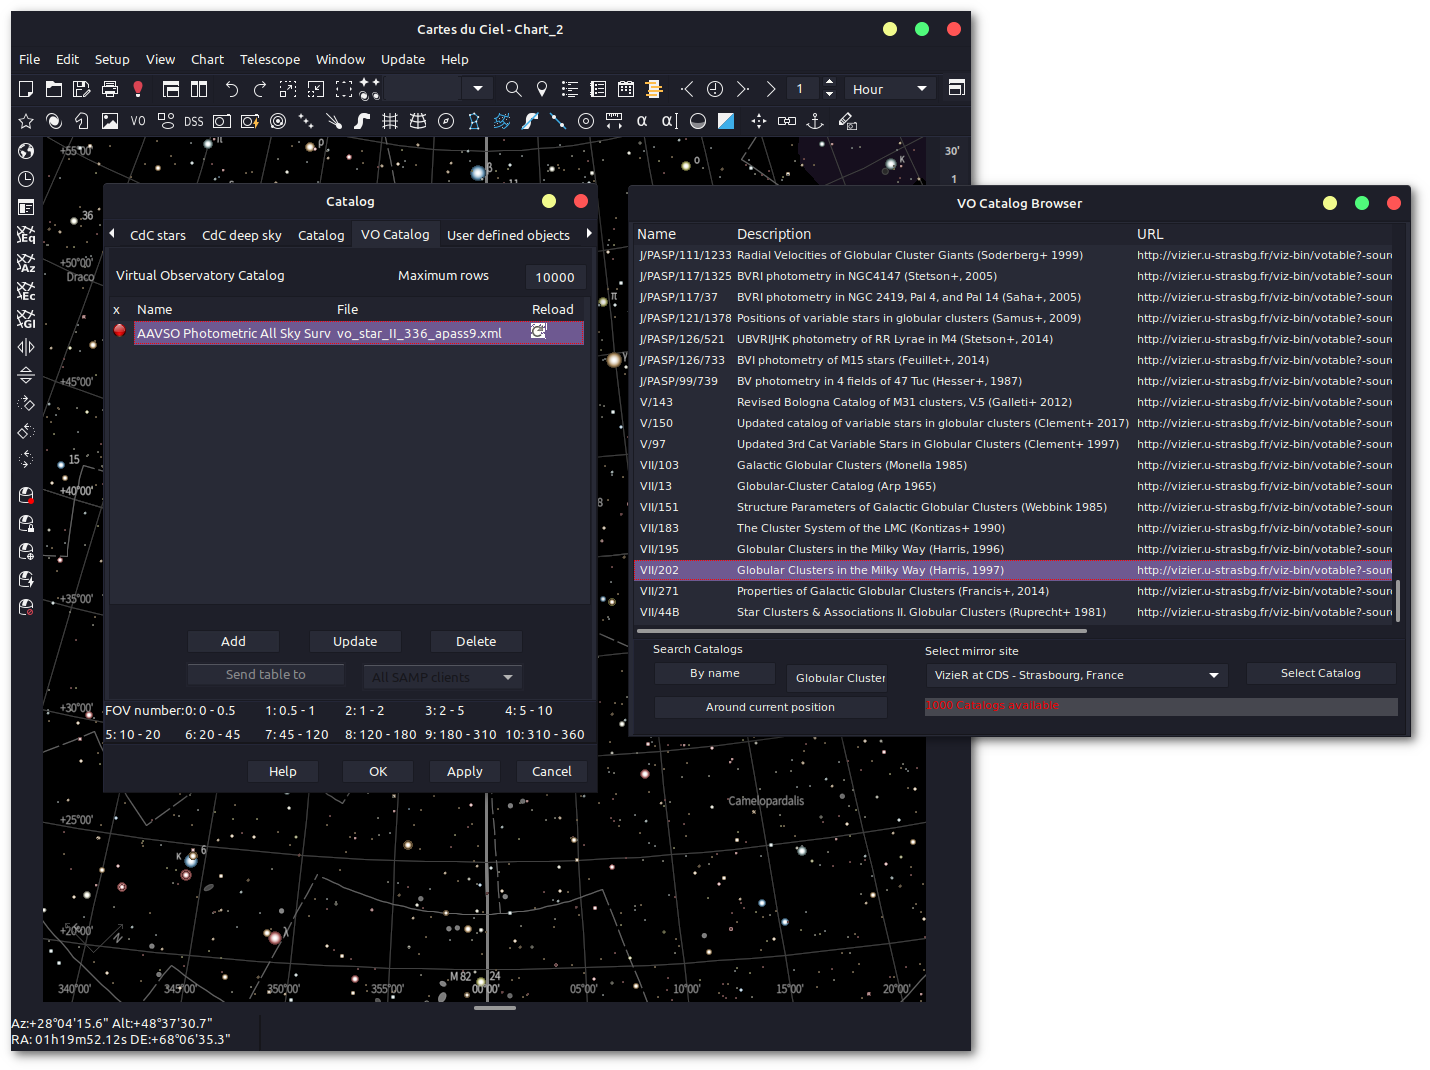 Cartes du Ciel - Chart_2
File Edit Setup View Chart Telescope Window Update Help
1 Hour
VO DSS α α
+55°00' π ρ β ο κ 30'
1
36
+50°00'
Draco
π
+45°00'
γ
15
+40°00'
8
+35°00'
+30°00'
Camelopardalis
+25°00'
κ 6
+20°00' N λ
M 82 24
340°00' 345°00' 350°00' 355°00' 00°00' 05°00' 10°00' 15°00' 20°00'
Az:+28°04'15.6" Alt:+48°37'30.7"
RA: 01h19m52.12s DE:+68°06'35.3"
Eq
Az
Ec
Gl
Catalog
CdC stars CdC deep sky Catalog VO Catalog User defined objects
Virtual Observatory Catalog Maximum rows 10000
x Name File Reload
AAVSO Photometric All Sky Surv vo_star_II_336_apass9.xml
Add Update Delete
Send table to All SAMP clients
FOV number:0: 0 - 0.5 1: 0.5 - 1 2: 1 - 2 3: 2 - 5 4: 5 - 10
5: 10 - 20 6: 20 - 45 7: 45 - 120 8: 120 - 180 9: 180 - 310 10: 310 - 360
Help OK Apply Cancel
VO Catalog Browser
Name Description URL
J/PASP/111/1233 Radial Velocities of Globular Cluster Giants (Soderberg+ 1999) http://vizier.u-strasbg.fr/viz-bin/votable?-sour
J/PASP/117/1325 BVRI photometry in NGC4147 (Stetson+, 2005) http://vizier.u-strasbg.fr/viz-bin/votable?-sour
J/PASP/117/37 BVRI photometry in NGC 2419, Pal 4, and Pal 14 (Saha+, 2005) http://vizier.u-strasbg.fr/viz-bin/votable?-sour
J/PASP/121/1378 Positions of variable stars in globular clusters (Samus+, 2009) http://vizier.u-strasbg.fr/viz-bin/votable?-sour
J/PASP/126/521 UBVRIJHK photometry of RR Lyrae in M4 (Stetson+, 2014) http://vizier.u-strasbg.fr/viz-bin/votable?-sour
J/PASP/126/733 BVI photometry of M15 stars (Feuillet+, 2014) http://vizier.u-strasbg.fr/viz-bin/votable?-sour
J/PASP/99/739 BV photometry in 4 fields of 47 Tuc (Hesser+, 1987) http://vizier.u-strasbg.fr/viz-bin/votable?-sour
V/143 Revised Bologna Catalog of M31 clusters, V.5 (Galleti+ 2012) http://vizier.u-strasbg.fr/viz-bin/votable?-sour
V/150 Updated catalog of variable stars in globular clusters (Clement+ 2017) http://vizier.u-strasbg.fr/viz-bin/votable?-sour
V/97 Updated 3rd Cat Variable Stars in Globular Clusters (Clement+ 1997) http://vizier.u-strasbg.fr/viz-bin/votable?-sour
VII/103 Galactic Globular Clusters (Monella 1985) http://vizier.u-strasbg.fr/viz-bin/votable?-sour
VII/13 Globular-Cluster Catalog (Arp 1965) http://vizier.u-strasbg.fr/viz-bin/votable?-sour
VII/151 Structure Parameters of Galactic Globular Clusters (Webbink 1985) http://vizier.u-strasbg.fr/viz-bin/votable?-sour
VII/183 The Cluster System of the LMC (Kontizas+ 1990) http://vizier.u-strasbg.fr/viz-bin/votable?-sour
VII/195 Globular Clusters in the Milky Way (Harris, 1996) http://vizier.u-strasbg.fr/viz-bin/votable?-sour
VII/202 Globular Clusters in the Milky Way (Harris, 1997) http://vizier.u-strasbg.fr/viz-bin/votable?-sour
VII/271 Properties of Galactic Globular Clusters (Francis+, 2014) http://vizier.u-strasbg.fr/viz-bin/votable?-sour
VII/44B Star Clusters & Associations II. Globular Clusters (Ruprecht+ 1981) http://vizier.u-strasbg.fr/viz-bin/votable?-sour
Search Catalogs Select mirror site
By name Globular Cluster VizieR at CDS - Strasbourg, France Select Catalog
Around current position 1000 Catalogs available